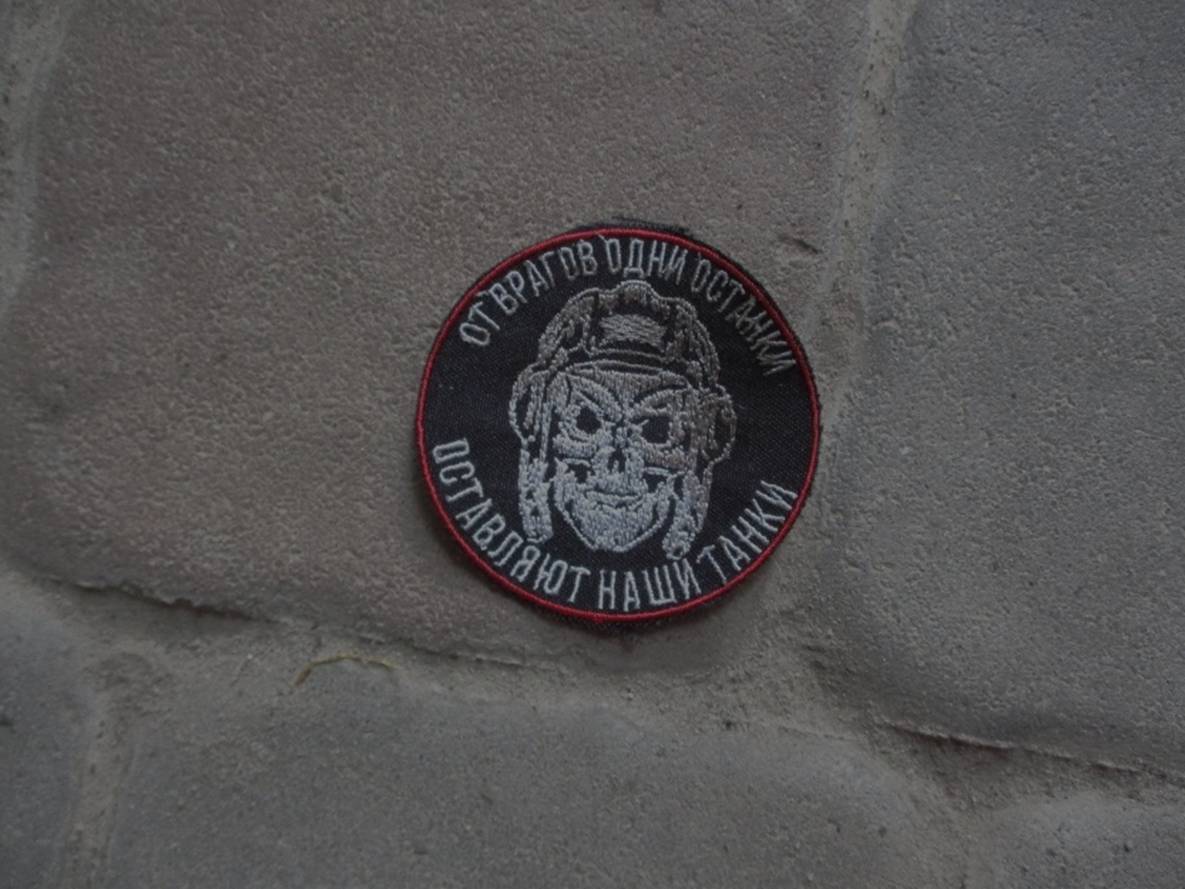 ОТ ВРАГОВ ОДНИ ОСТАНКИ
ОСТАВЛЯЮТ НАШИ ТАНКИ